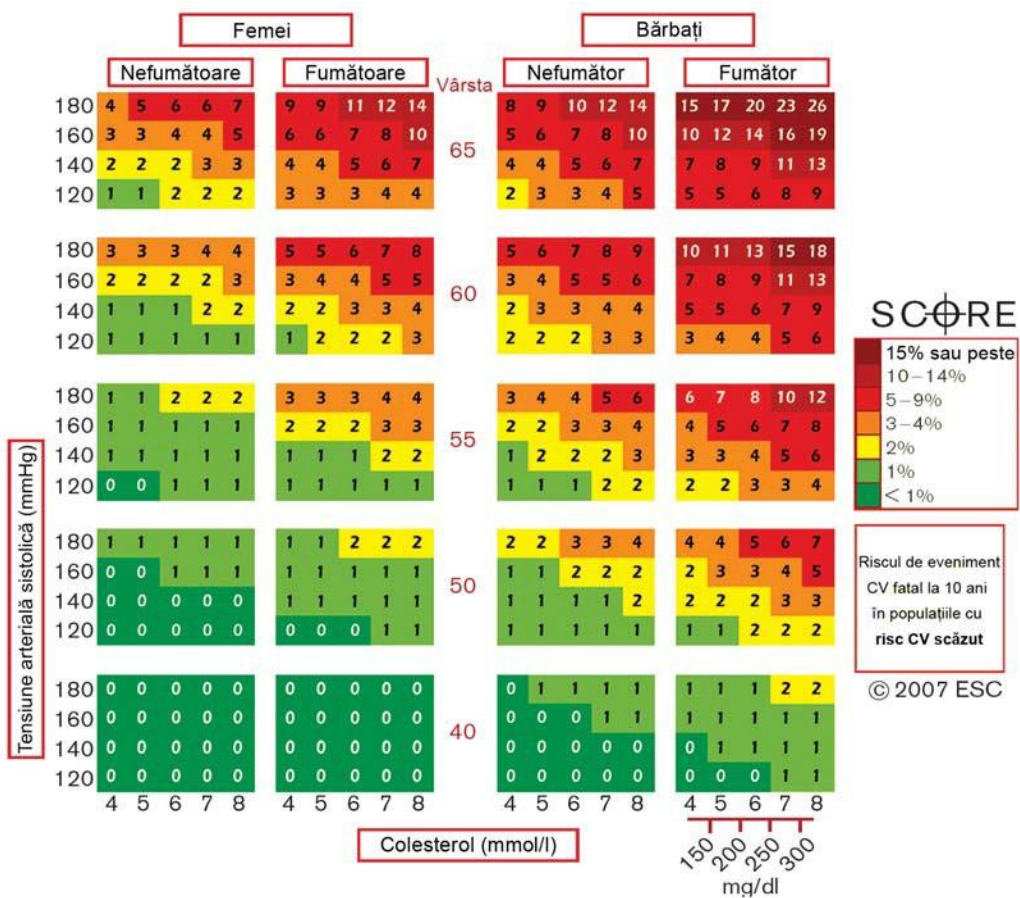 Femei Bărbați
Nefumătoare Fumătoare Vârsta Nefumător Fumător
180 4 5 6 6 7 9 9 11 12 14 8 9 10 12 14 15 17 20 23 26
160 3 3 4 4 5 6 6 7 8 10 5 6 7 8 10 10 12 14 16 19
65
140 2 2 2 3 3 4 4 5 6 7 4 4 5 6 7 7 8 9 11 13
120 1 1 2 2 2 3 3 3 4 4 2 3 3 4 5 5 5 6 8 9
180 3 3 3 4 4 5 5 6 7 8 5 6 7 8 9 10 11 13 15 18
160 2 2 2 2 3 3 4 4 5 5 3 4 5 5 6 7 8 9 11 13
60
140 1 1 1 2 2 2 2 3 3 4 2 3 3 4 4 5 5 6 7 9
120 1 1 1 1 1 1 2 2 2 3 2 2 2 3 3 3 4 4 5 6
180 1 1 2 2 2 3 3 3 4 4 3 4 4 5 6 6 7 8 10 12
160 1 1 1 1 1 2 2 2 3 3 2 2 3 3 4 4 5 6 7 8
55
140 1 1 1 1 1 1 1 1 2 2 1 2 2 2 3 3 3 4 5 6
120 0 0 1 1 1 1 1 1 1 1 1 1 1 2 2 2 2 3 3 4
180 1 1 1 1 1 1 1 2 2 2 2 2 3 3 4 4 4 5 6 7
160 0 0 1 1 1 1 1 1 1 1 1 1 2 2 2 2 3 3 4 5
50
140 0 0 0 0 0 1 1 1 1 1 1 1 1 1 2 2 2 2 3 3
120 0 0 0 0 0 0 0 0 1 1 1 1 1 1 1 1 1 2 2 2
180 0 0 0 0 0 0 0 0 0 0 0 1 1 1 1 1 1 1 2 2
160 0 0 0 0 0 0 0 0 0 0 0 0 0 1 1 1 1 1 1 1
40
140 0 0 0 0 0 0 0 0 0 0 0 0 0 0 0 0 1 1 1 1
120 0 0 0 0 0 0 0 0 0 0 0 0 0 0 0 0 0 0 1 1
4 5 6 7 8 4 5 6 7 8 4 5 6 7 8 4 5 6 7 8
Colesterol (mmol/l)
150 200 250 300
mg/dl
Tensiune arterială sistolică (mmHg)
SCORE
15% sau peste
10–14%
5–9%
3–4%
2%
1%
< 1%
Riscul de eveniment
CV fatal la 10 ani
în populațiile cu
risc CV scăzut
© 2007 ESC